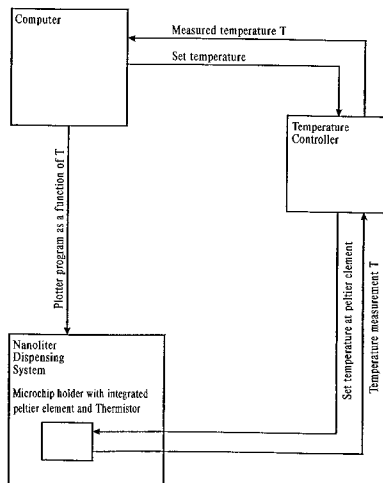 Computer
Measured temperature T
Set temperature
Temperature
Controller
Plotter program as a function of T
Set temperature at peltier element
Temperature measurement T
Nanoliter
Dispensing
System
Microchip holder with integrated
peltier element and Thermistor